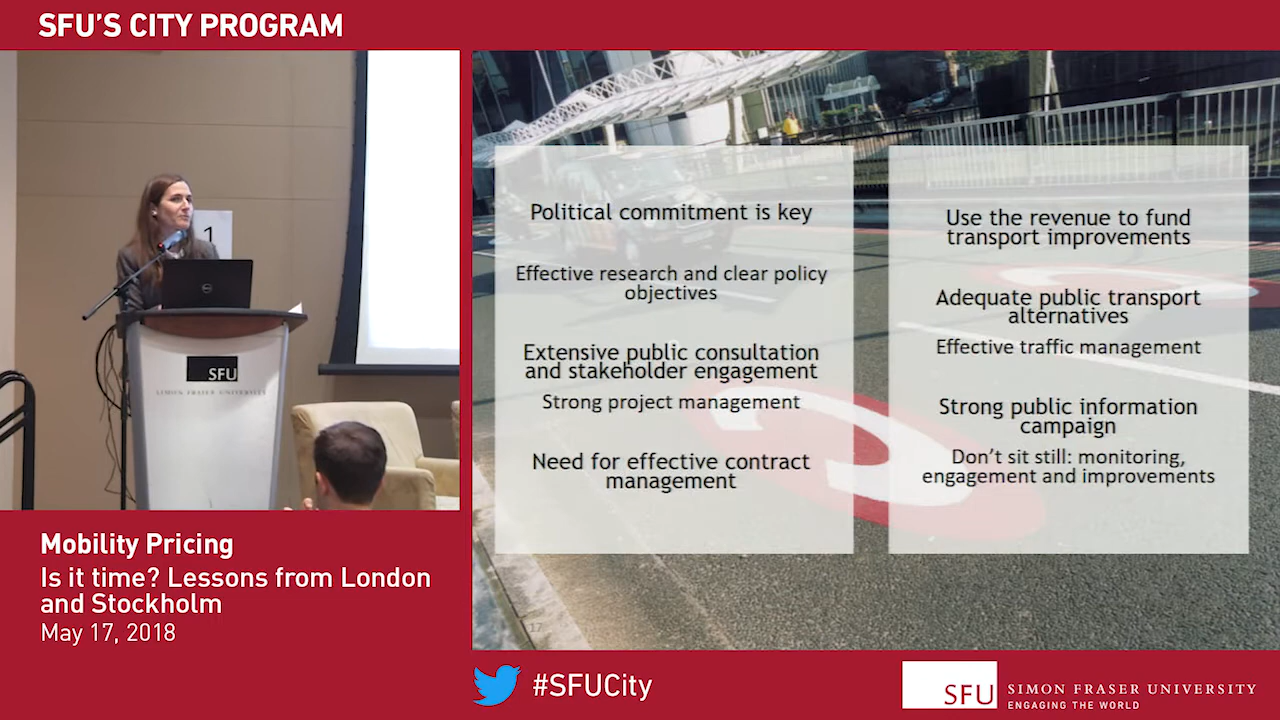 SFU'S CITY PROGRAM
1
DELL
SFU
SIMON FRASER UNIVERSITY
Mobility Pricing
Is it time? Lessons from London
and Stockholm
May 17, 2018
Political commitment is key
Effective research and clear policy
objectives
Extensive public consultation
and stakeholder engagement
Strong project management
Need for effective contract
management
Use the revenue to fund
transport improvements
Adequate public transport
alternatives
Effective traffic management
Strong public information
campaign
Don't sit still: monitoring,
engagement and improvements
17
#SFUCity
SFU
SIMON FRASER UNIVERSITY
ENGAGING THE WORLD